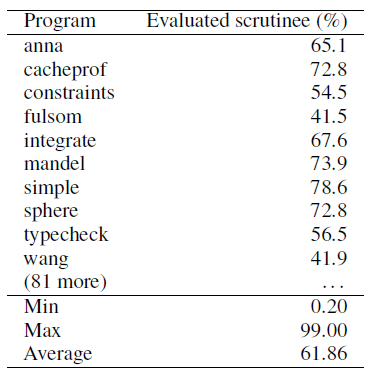 Program Evaluated scrutinee (%)
anna 65.1
cacheprof 72.8
constraints 54.5
fulsom 41.5
integrate 67.6
mandel 73.9
simple 78.6
sphere 72.8
typecheck 56.5
wang 41.9
(81 more) ...
Min 0.20
Max 99.00
Average 61.86